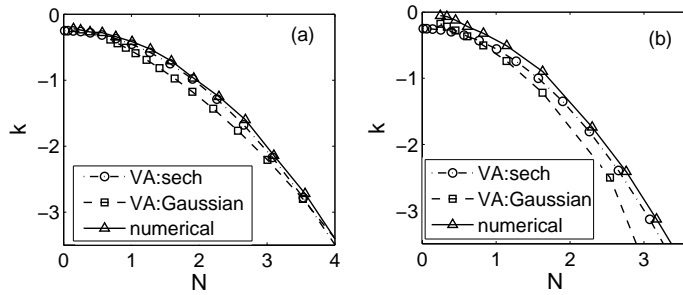 (a)
k
0
−1
−2
−3
VA:sech
VA:Gaussian
numerical
0 1 2 3 4
N
(b)
k
0
−1
−2
−3
VA:sech
VA:Gaussian
numerical
0 1 2 3
N